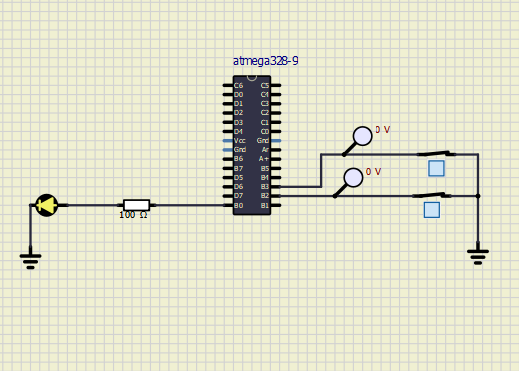 atmega328-9
C6 C5
D0 C4
D1 C3
D2 C2
D3 C1
D4 C0
Vcc Gnd
Gnd Ar
B6 A+
B7 B5
D5 B4
D6 B3
D7 B2
B0 B1
0 V
0 V
100 Ω